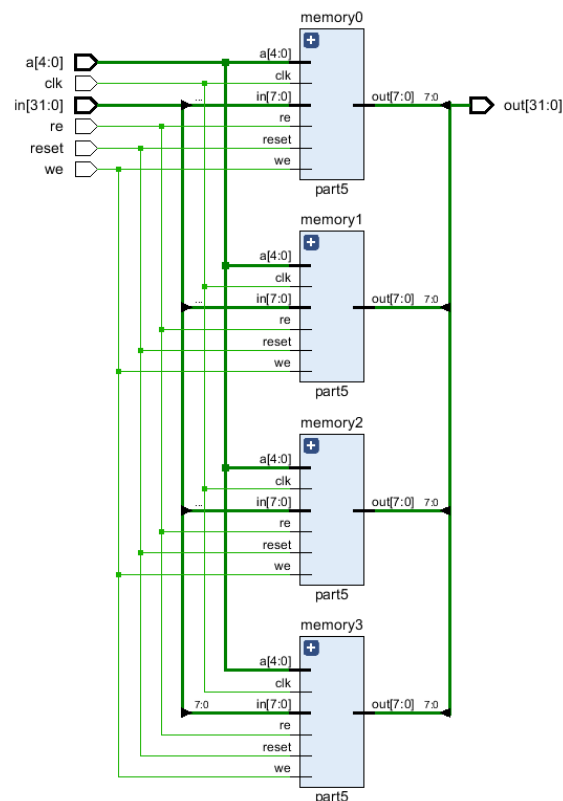 memory0
a[4:0] a[4:0]
clk clk
in[31:0] ... in[7:0] out[7:0] 7:0 out[31:0]
re re
reset reset
we we
part5
memory1
a[4:0]
clk
... in[7:0] out[7:0] 7:0
re
reset
we
part5
memory2
a[4:0]
clk
... in[7:0] out[7:0] 7:0
re
reset
we
part5
memory3
a[4:0]
clk
7:0 in[7:0] out[7:0] 7:0
re
reset
we
part5